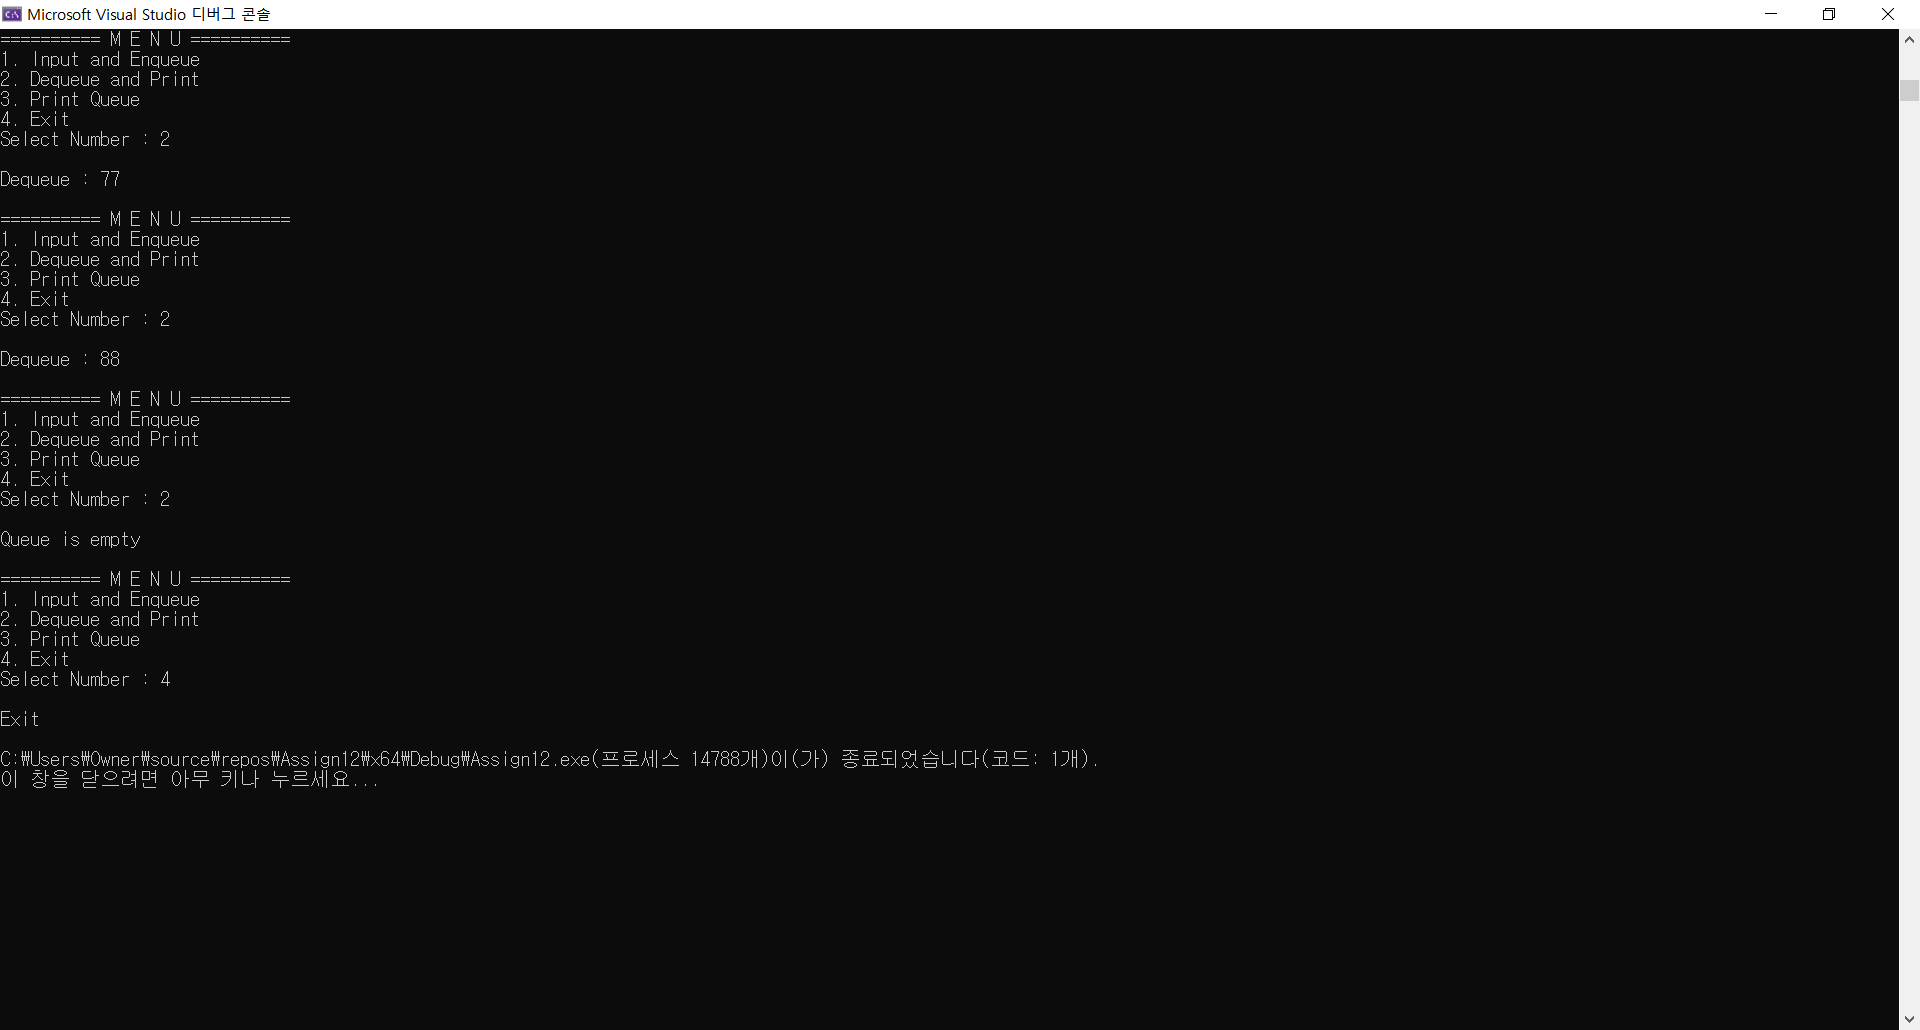 Microsoft Visual Studio 디버그 콘솔
========== M E N U ==========
1. Input and Enqueue
2. Dequeue and Print
3. Print Queue
4. Exit
Select Number : 2
Dequeue : 77
========== M E N U ==========
1. Input and Enqueue
2. Dequeue and Print
3. Print Queue
4. Exit
Select Number : 2
Dequeue : 88
========== M E N U ==========
1. Input and Enqueue
2. Dequeue and Print
3. Print Queue
4. Exit
Select Number : 2
Queue is empty
========== M E N U ==========
1. Input and Enqueue
2. Dequeue and Print
3. Print Queue
4. Exit
Select Number : 4
Exit
C:₩Users₩Owner₩source₩repos₩Assign12₩x64₩Debug₩Assign12.exe(프로세스 14788개)이(가) 종료되었습니다(코드: 1개).
이 창을 닫으려면 아무 키나 누르세요...